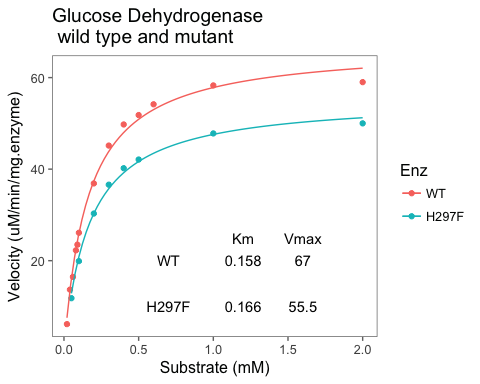 Glucose Dehydrogenase
wild type and mutant
Velocity (uM/min/mg.enzyme)
60
40
20
Km Vmax
WT 0.158 67
H297F 0.166 55.5
0.0 0.5 1.0 1.5 2.0
Substrate (mM)
Enz
WT
H297F